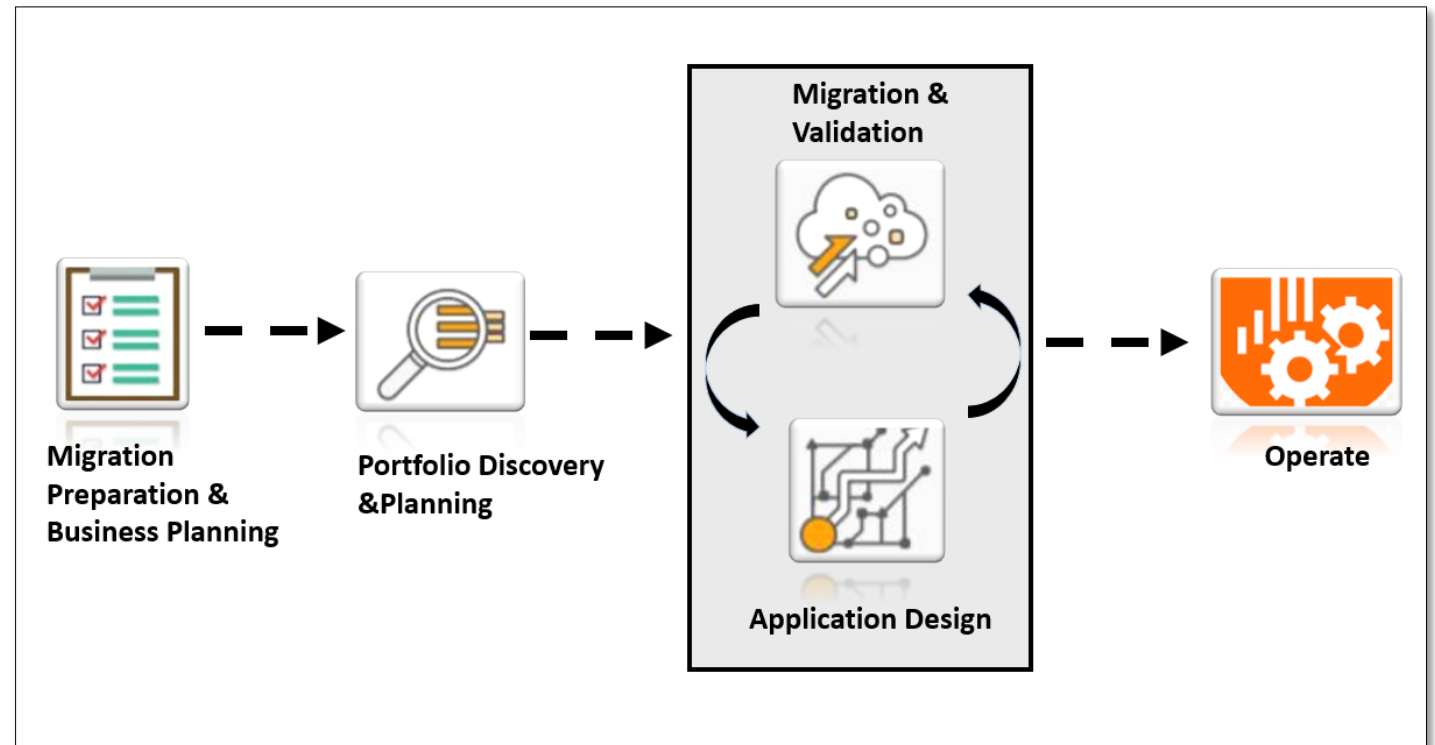 Migration
Preparation &
Business Planning
Portfolio Discovery
&Planning
Migration &
Validation
Application Design
Operate